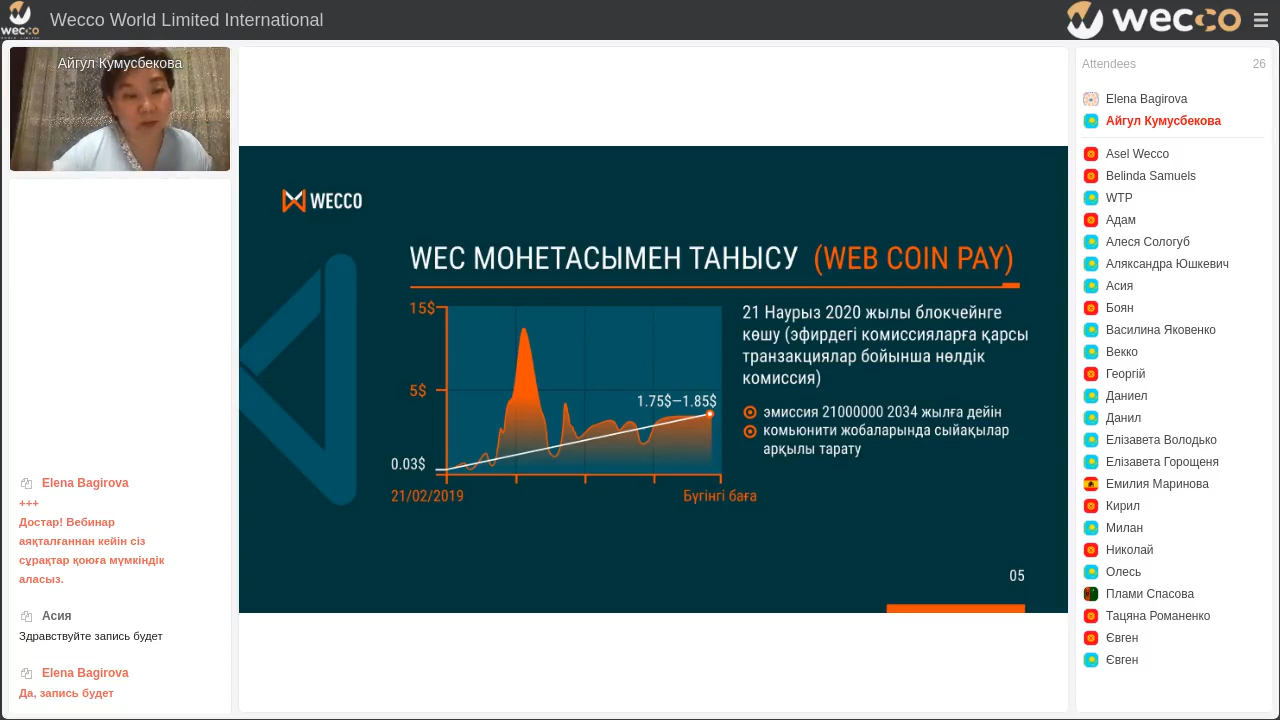 wecco
Wecco World Limited International
wecco
Айгул Кумусбекова
Elena Bagirova
+++
Достар! Вебинар
аяқталғаннан кейін сіз
сұрақтар қоюға мүмкіндік
аласыз.
Асия
Здравствуйте запись будет
Elena Bagirova
Да, запись будет
WECCO
WEC МОНЕТАСЫМЕН ТАНЫСУ (WEB COIN PAY)
15$
5$
0.03$
1.75$—1.85$
21/02/2019
Бүгінгі баға
21 Наурыз 2020 жылы блокчейнге
көшу (эфирдегі комиссияларға қарсы
транзакциялар бойынша нөлдік
комиссия)
эмиссия 21000000 2034 жылға дейін
комьюнити жобаларында сыйақылар
арқылы тарату
05
Attendees 26
Elena Bagirova
Айгул Кумусбекова
Asel Wecco
Belinda Samuels
WTP
Адам
Алеся Сологуб
Аляксандра Юшкевич
Асия
Боян
Василина Яковенко
Векко
Георгій
Даниел
Данил
Елізавета Володько
Елізавета Горощеня
Емилия Маринова
Кирил
Милан
Николай
Олесь
Плами Спасова
Тацяна Романенко
Євген
Євген